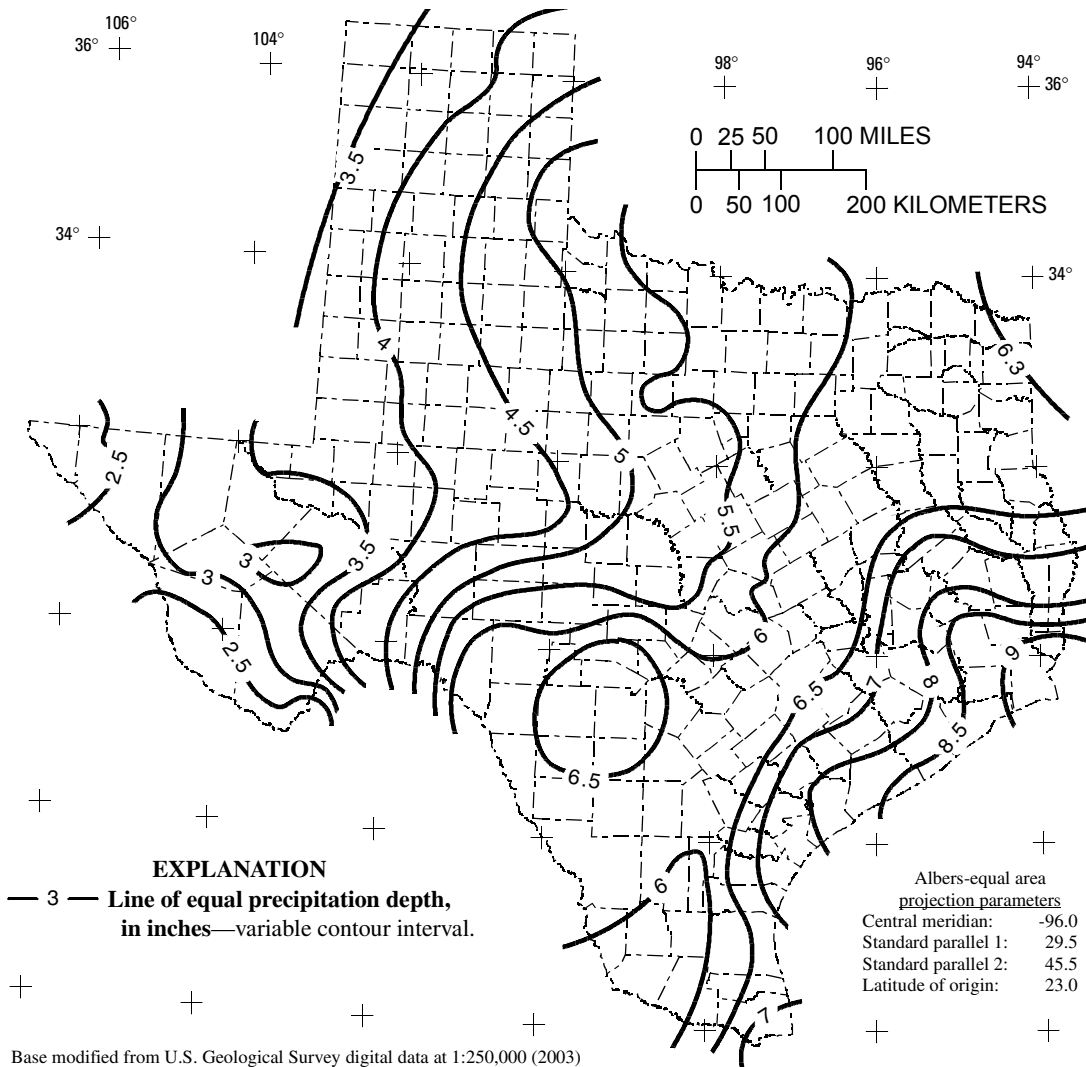 106°
36°
104°
98°
96°
94°
36°
0 25 50 100 MILES
0 50 100 200 KILOMETERS
3.5
34°
34°
4
6.3
4.5
5
2.5
5.5
3
3.5
3
6
2.5
9
8
7
6.5
8.5
6.5
6
7
EXPLANATION
3 Line of equal precipitation depth,
in inches—variable contour interval.
Albers-equal area
projection parameters
Central meridian: -96.0
Standard parallel 1: 29.5
Standard parallel 2: 45.5
Latitude of origin: 23.0
Base modified from U.S. Geological Survey digital data at 1:250,000 (2003)